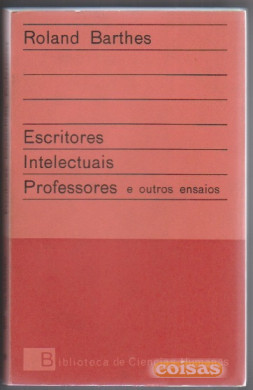 Roland Barthes
Escritores
Intelectuais
Professores e outros ensaios
Biblioteca de Ciências Humanas
coisas